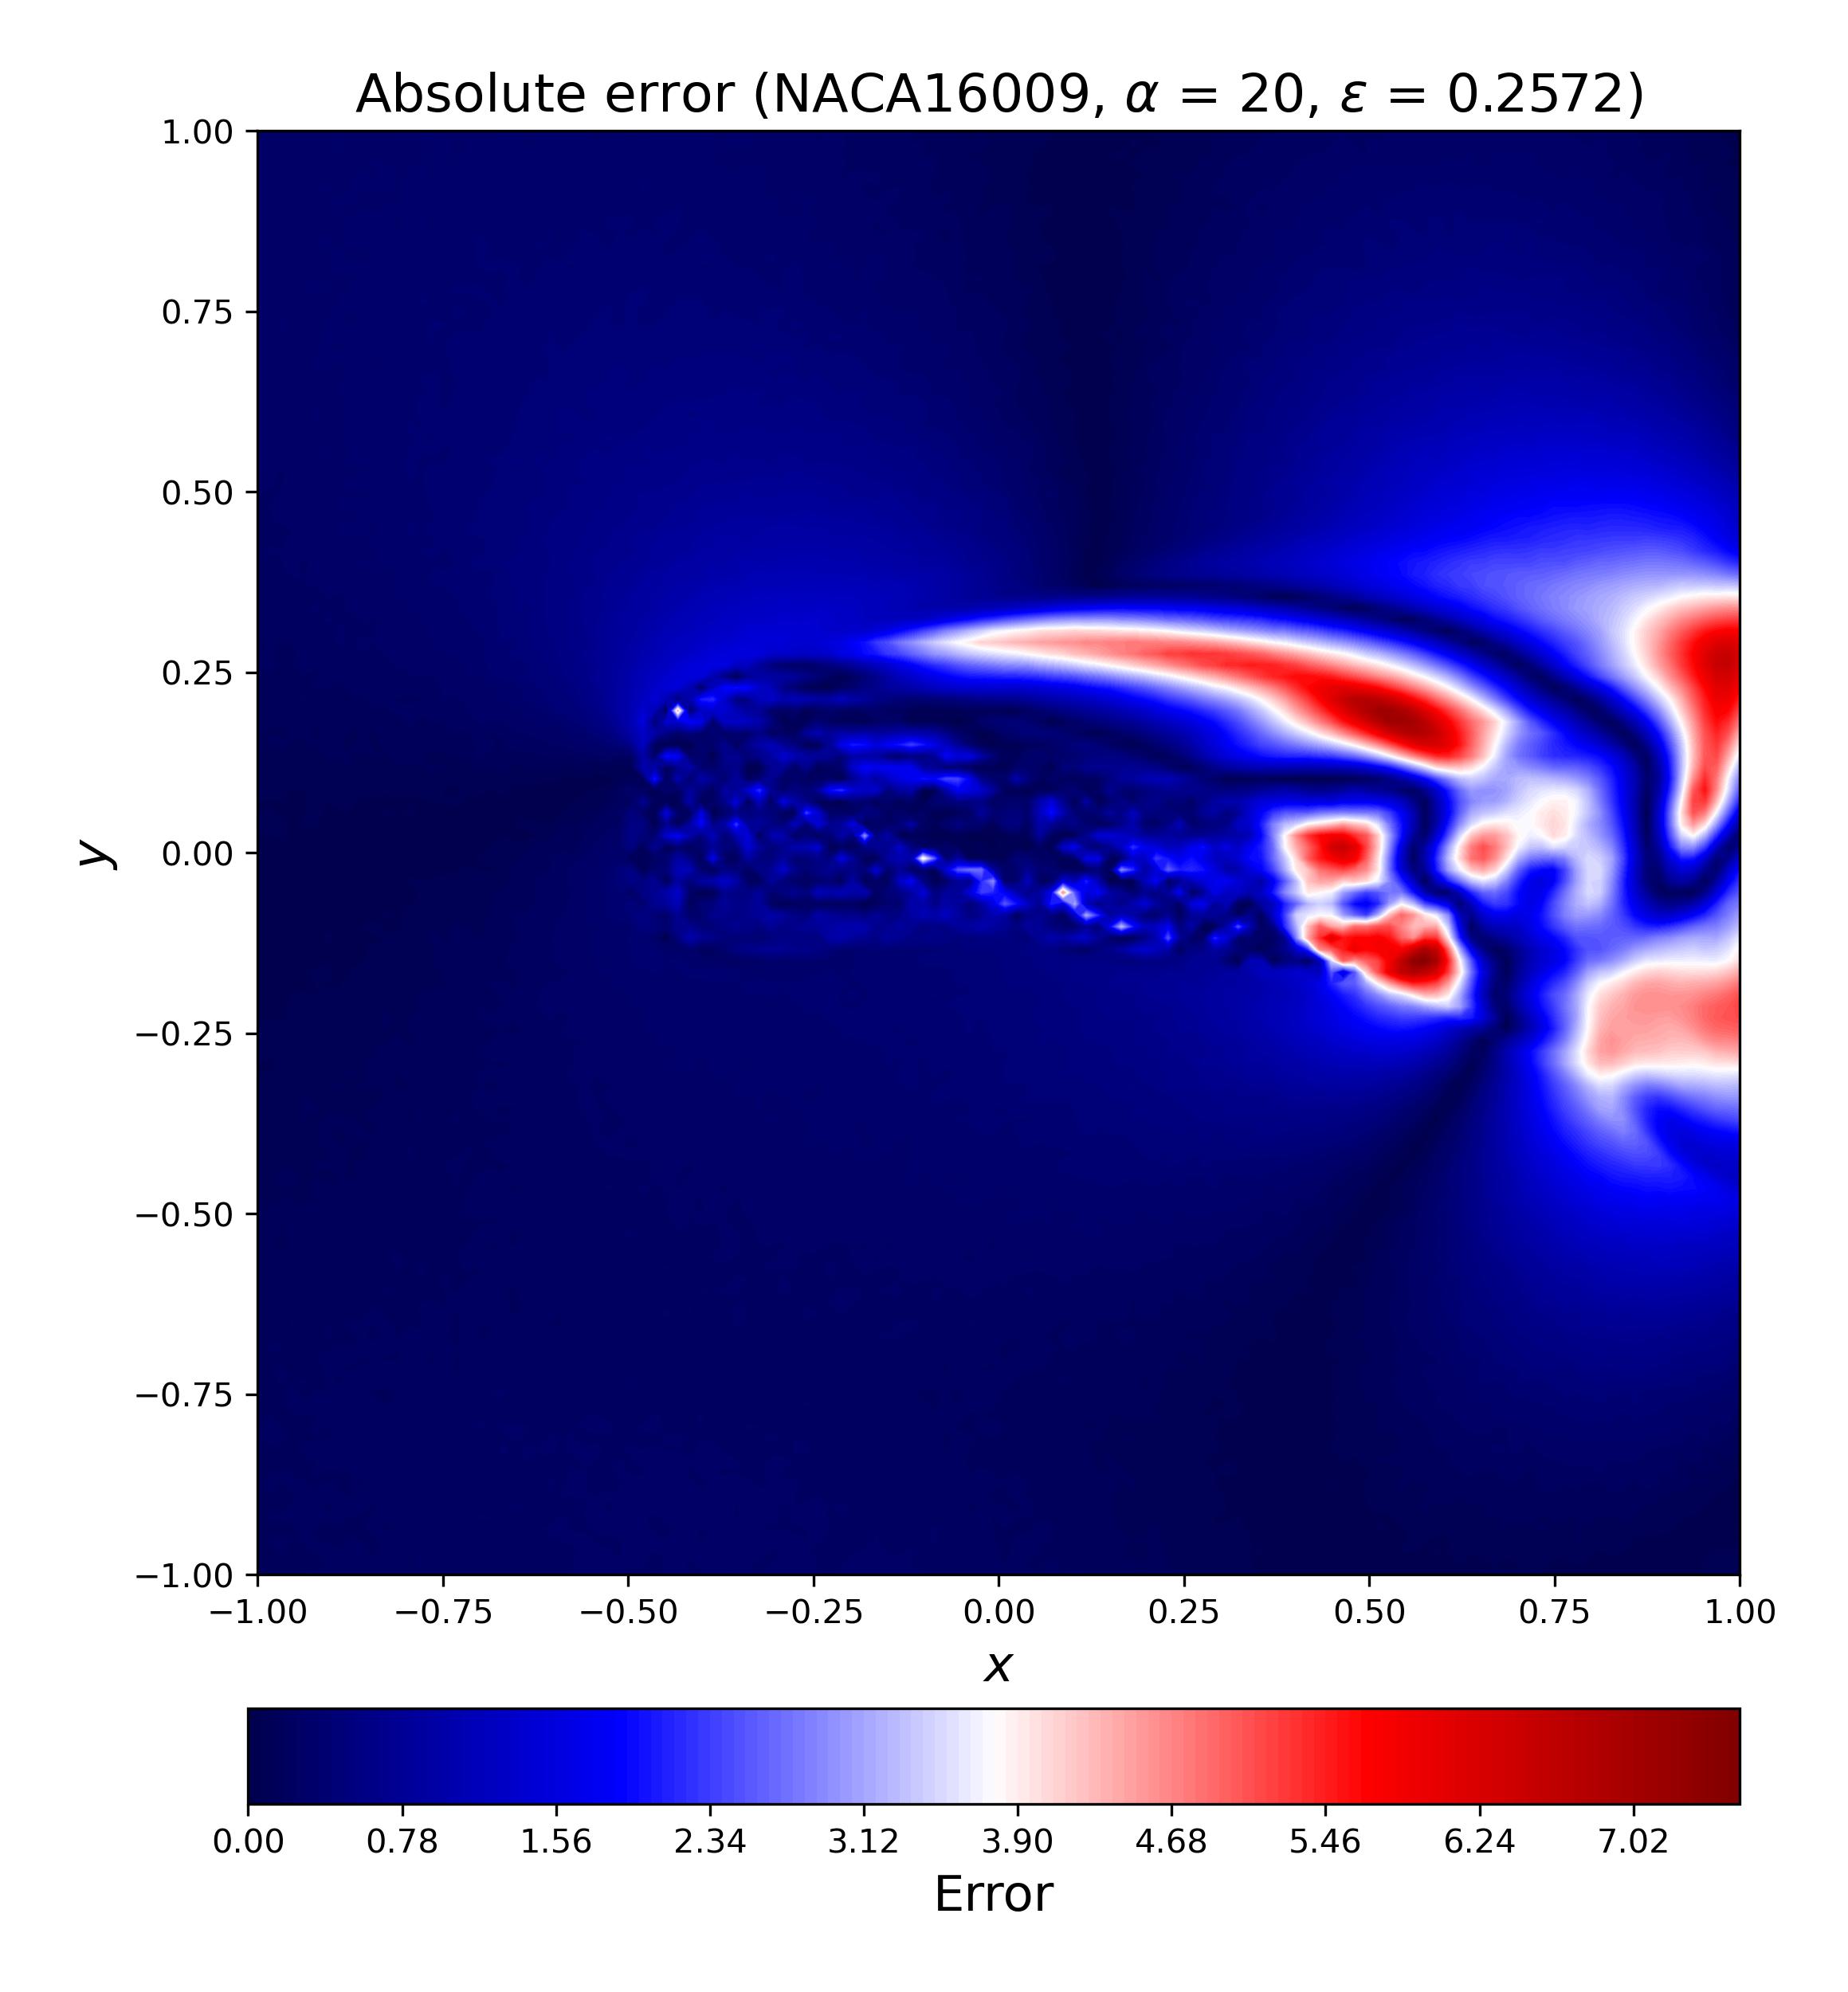 Absolute error (NACA16009, α = 20, ε = 0.2572)
1.00
0.75
0.50
0.25
0.00
−0.25
−0.50
−0.75
−1.00
y
−1.00 −0.75 −0.50 −0.25 0.00 0.25 0.50 0.75 1.00
x
0.00 0.78 1.56 2.34 3.12 3.90 4.68 5.46 6.24 7.02
Error